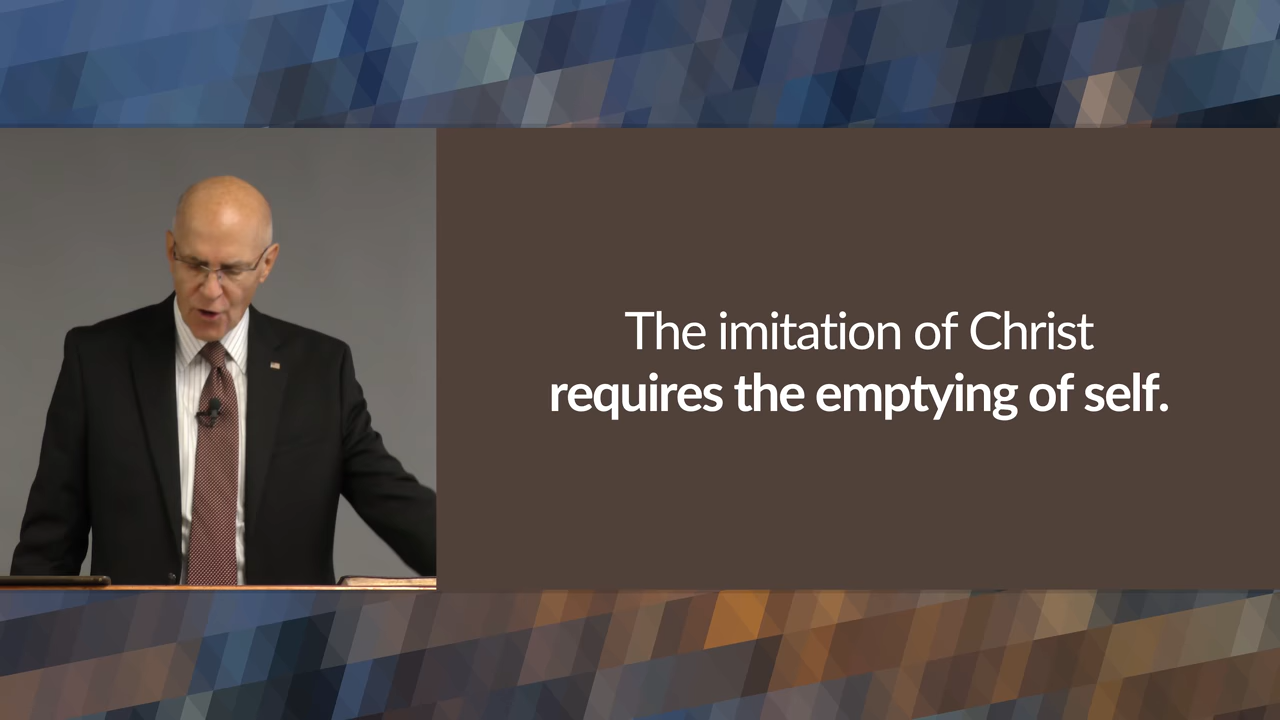 The imitation of Christ
requires the emptying of self.